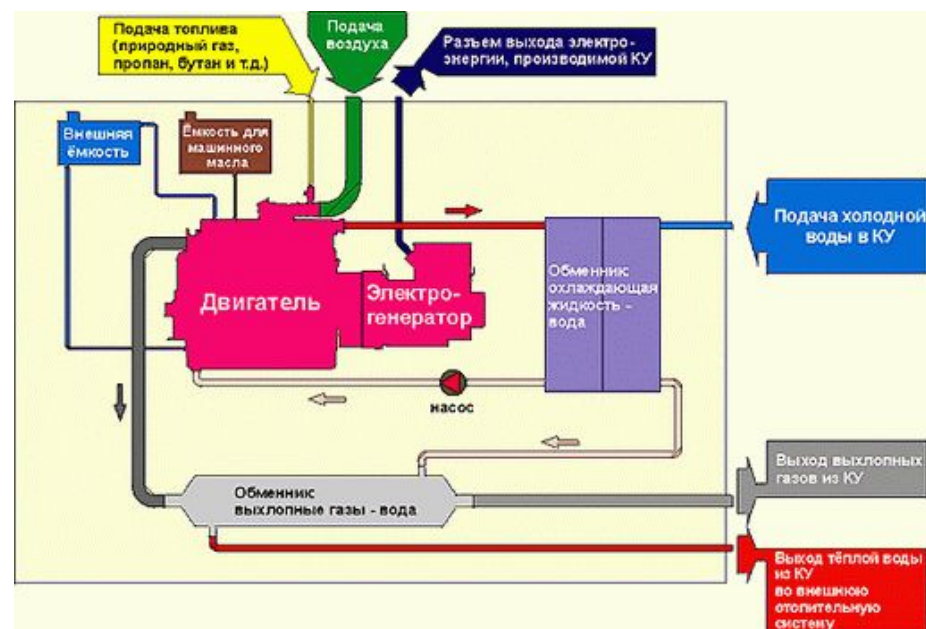 Подача топлива
(природный газ,
пропан, бутан и т.д.)
Подача
воздуха
Разъем выхода электро-
энергии, производимой КУ
Внешняя
ёмкость
Ёмкость для
машинного
масла
Подача холодной
воды в КУ
Двигатель
Электро-
генератор
Обменник
охлаждающая
жидкость -
вода
насос
Обменник
выхлопные газы - вода
Выход выхлопных
газов из КУ
Выход тёплой воды
из КУ
во внешнюю
отопительную
систему